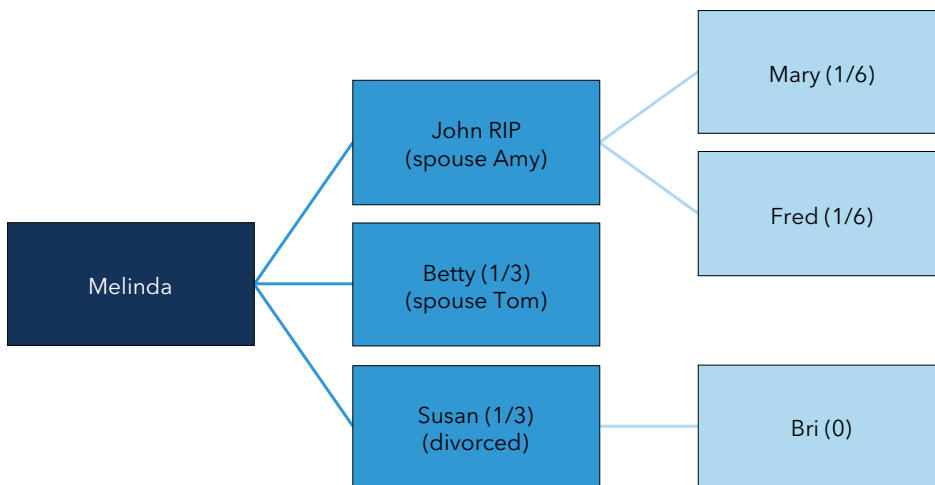 Melinda
John RIP
(spouse Amy)
Betty (1/3)
(spouse Tom)
Susan (1/3)
(divorced)
Mary (1/6)
Fred (1/6)
Bri (0)